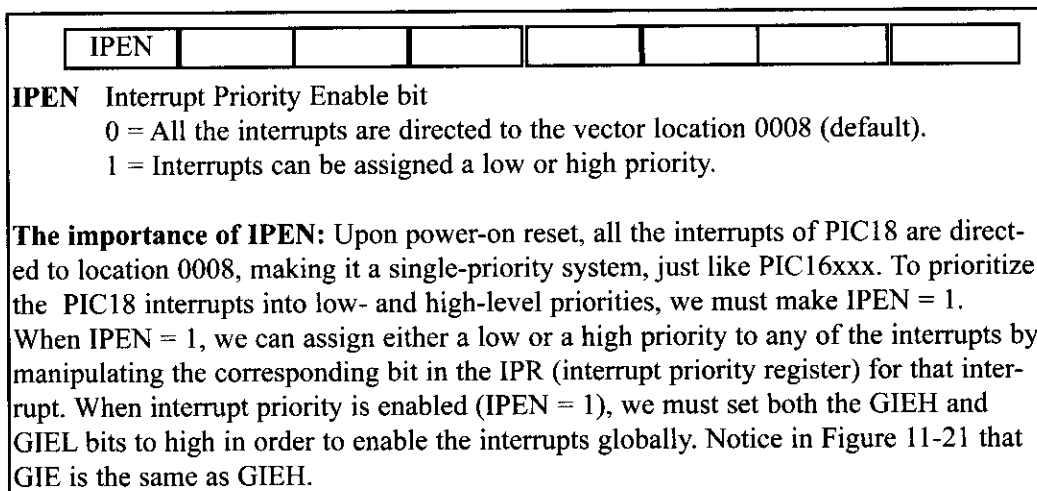 IPEN
IPEN Interrupt Priority Enable bit
0 = All the interrupts are directed to the vector location 0008 (default).
1 = Interrupts can be assigned a low or high priority.
The importance of IPEN: Upon power-on reset, all the interrupts of PIC18 are direct-
ed to location 0008, making it a single-priority system, just like PIC16xxx. To prioritize
the PIC18 interrupts into low- and high-level priorities, we must make IPEN = 1.
When IPEN = 1, we can assign either a low or a high priority to any of the interrupts by
manipulating the corresponding bit in the IPR (interrupt priority register) for that inter-
rupt. When interrupt priority is enabled (IPEN = 1), we must set both the GIEH and
GIEL bits to high in order to enable the interrupts globally. Notice in Figure 11-21 that
GIE is the same as GIEH.